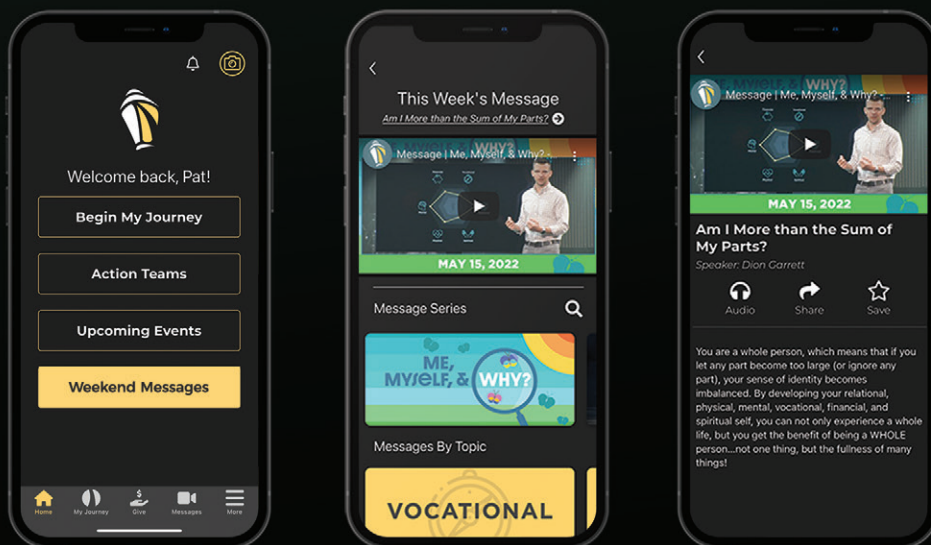 Welcome back, Pat!
Begin My Journey
Action Teams
Upcoming Events
Weekend Messages
Home
My Journey
Give
Messages
More
This Week's Message
Am I More than the Sum of My Parts?
Message | Me, Myself, & Why? ...
MAY 15, 2022
Message Series
ME,
MYSELF, & WHY?
Messages By Topic
VOCATIONAL
WHY?
Message | Me, Myself, & Why? ...
MAY 15, 2022
Am I More than the Sum of
My Parts?
Speaker: Dion Garrett
Audio
Share
Save
You are a whole person, which means that if you
let any part become too large (or ignore any
part), your sense of identity becomes
imbalanced. By developing your relational,
physical, mental, vocational, financial, and
spiritual self, you can not only experience a whole
life, but you get the benefit of being a WHOLE
person...not one thing, but the fullness of many
things!